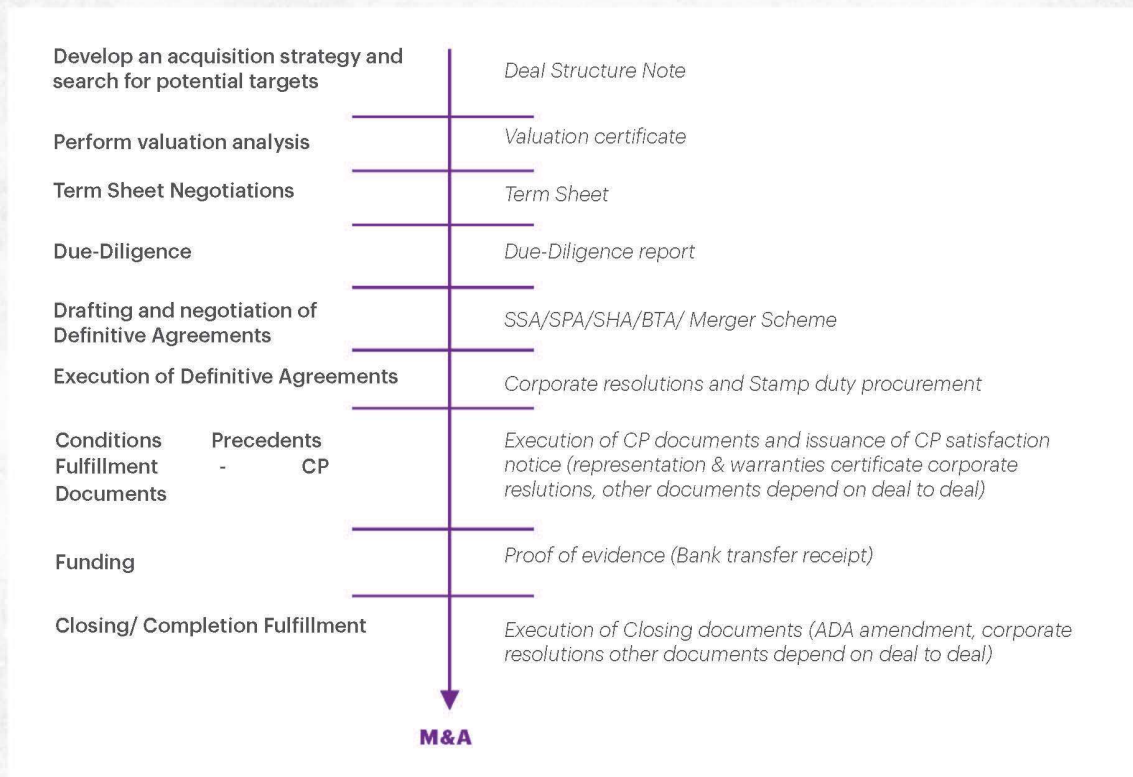 Develop an acquisition strategy and
search for potential targets
Deal Structure Note
Perform valuation analysis
Valuation certificate
Term Sheet Negotiations
Term Sheet
Due-Diligence
Due-Diligence report
Drafting and negotiation of
Definitive Agreements
SSA/SPA/SHA/BTA/ Merger Scheme
Execution of Definitive Agreements
Corporate resolutions and Stamp duty procurement
Conditions Precedents
Fulfillment - CP
Documents
Execution of CP documents and issuance of CP satisfaction
notice (representation & warranties certificate corporate
reslutions, other documents depend on deal to deal)
Funding
Proof of evidence (Bank transfer receipt)
Closing/ Completion Fulfillment
Execution of Closing documents (ADA amendment, corporate
resolutions other documents depend on deal to deal)
M&A